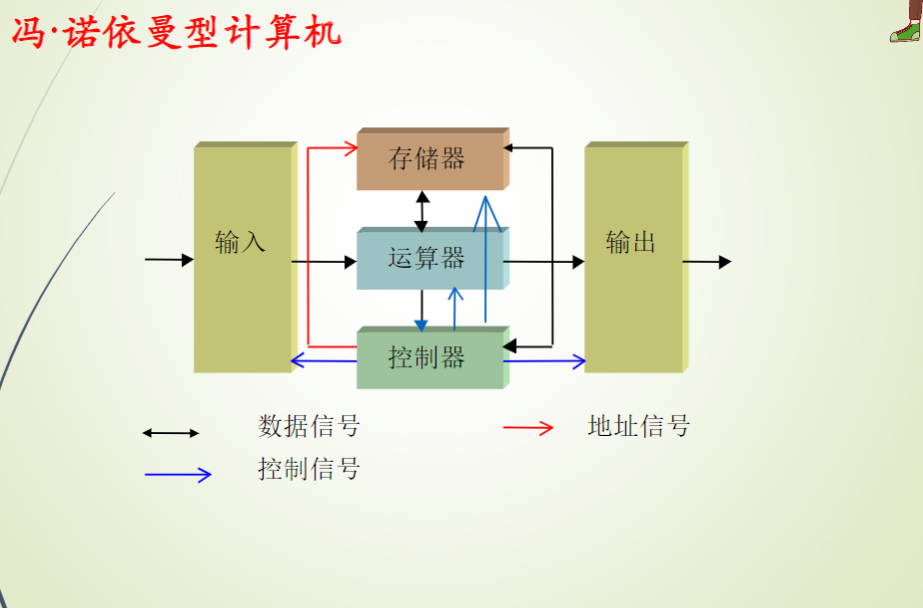 冯·诺依曼型计算机
存储器
输入
运算器
输出
控制器
数据信号
地址信号
控制信号